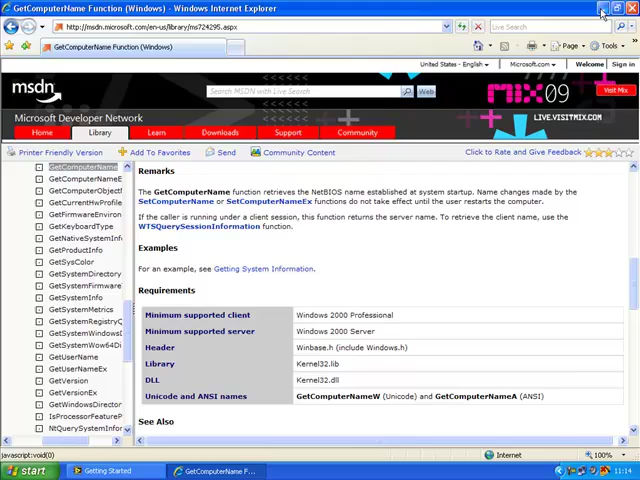 GetComputerName Function (Windows) - Windows Internet Explorer
http://msdn.microsoft.com/en-us/library/ms724295.aspx
Live Search
GetComputerName Function (Windows)
Page
Tools
United States - English
Microsoft.com
Welcome
Sign in
msdn
Search MSDN with Live Search
Web
mix09
Visit Mix
Microsoft Developer Network
LIVE.VISITMIX.COM
Home
Library
Learn
Downloads
Support
Community
Printer Friendly Version
Add To Favorites
Send
Community Content
Click to Rate and Give Feedback
GetComputerName
GetComputerNameE
GetComputerObject
GetCurrentHwProfile
GetFirmwareEnviron
GetKeyboardType
GetNativeSystemInfo
GetProductInfo
GetSysColor
GetSystemDirectory
GetSystemFirmware
GetSystemInfo
GetSystemMetrics
GetSystemRegistryQ
GetSystemWindowsD
GetSystemWow64Di
GetUserName
GetUserNameEx
GetVersion
GetVersionEx
GetWindowsDirector
IsProcessorFeatureP
NtQuerySystemInfor
Remarks
The GetComputerName function retrieves the NetBIOS name established at system startup. Name changes made by the
SetComputerName or SetComputerNameEx functions do not take effect until the user restarts the computer.
If the caller is running under a client session, this function returns the server name. To retrieve the client name, use the
WTSQuerySessionInformation function.
Examples
For an example, see Getting System Information.
Requirements
Minimum supported client Windows 2000 Professional
Minimum supported server Windows 2000 Server
Header Winbase.h (include Windows.h)
Library Kernel32.lib
DLL Kernel32.dll
Unicode and ANSI names GetComputerNameW (Unicode) and GetComputerNameA (ANSI)
See Also
javascript:void(0)
Internet
100%
start
Getting Started
GetComputerName F...
11:14